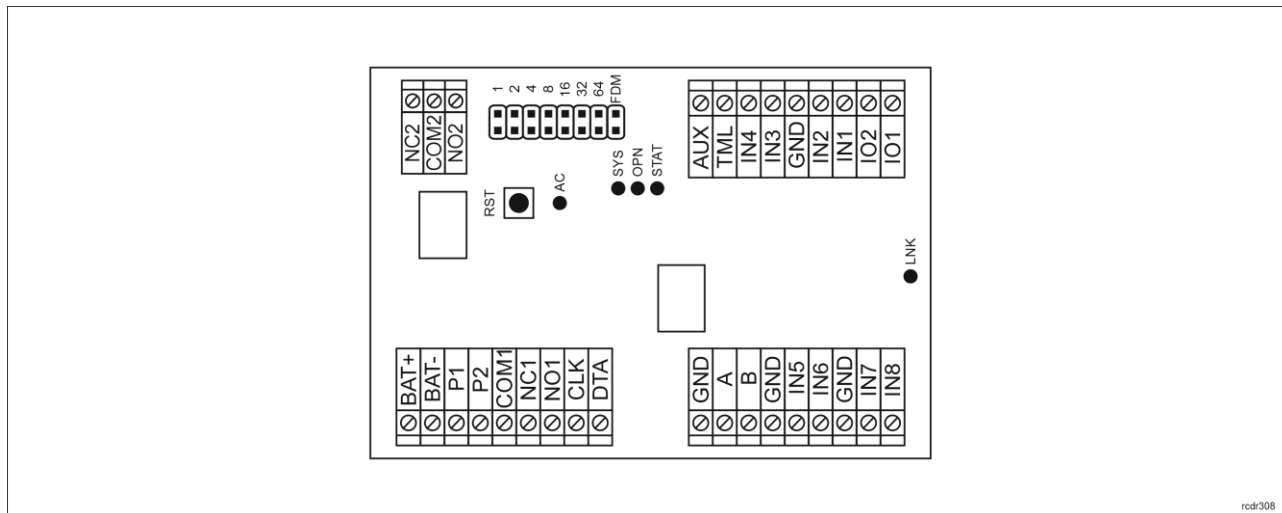 NC2
COM2
NO2
1
2
4
8
16
32
64
FDM
RST
AC
SYS
OPN
STAT
AUX
TML
IN4
IN3
GND
IN2
IN1
IO2
IO1
LNK
BAT+
BAT-
P1
P2
COM1
NC1
NO1
CLK
DTA
GND
A
B
GND
IN5
IN6
GND
IN7
IN8
rcdr308